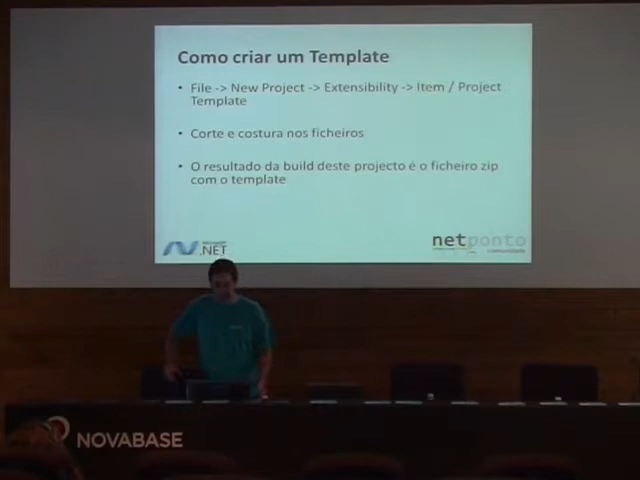 Como criar um Template
• File -> New Project -> Extensibility -> Item / Project
Template
• Corte e costura nos ficheiros
• O resultado da build deste projecto é o ficheiro zip
com o template
.NET
netponto
NOVABASE